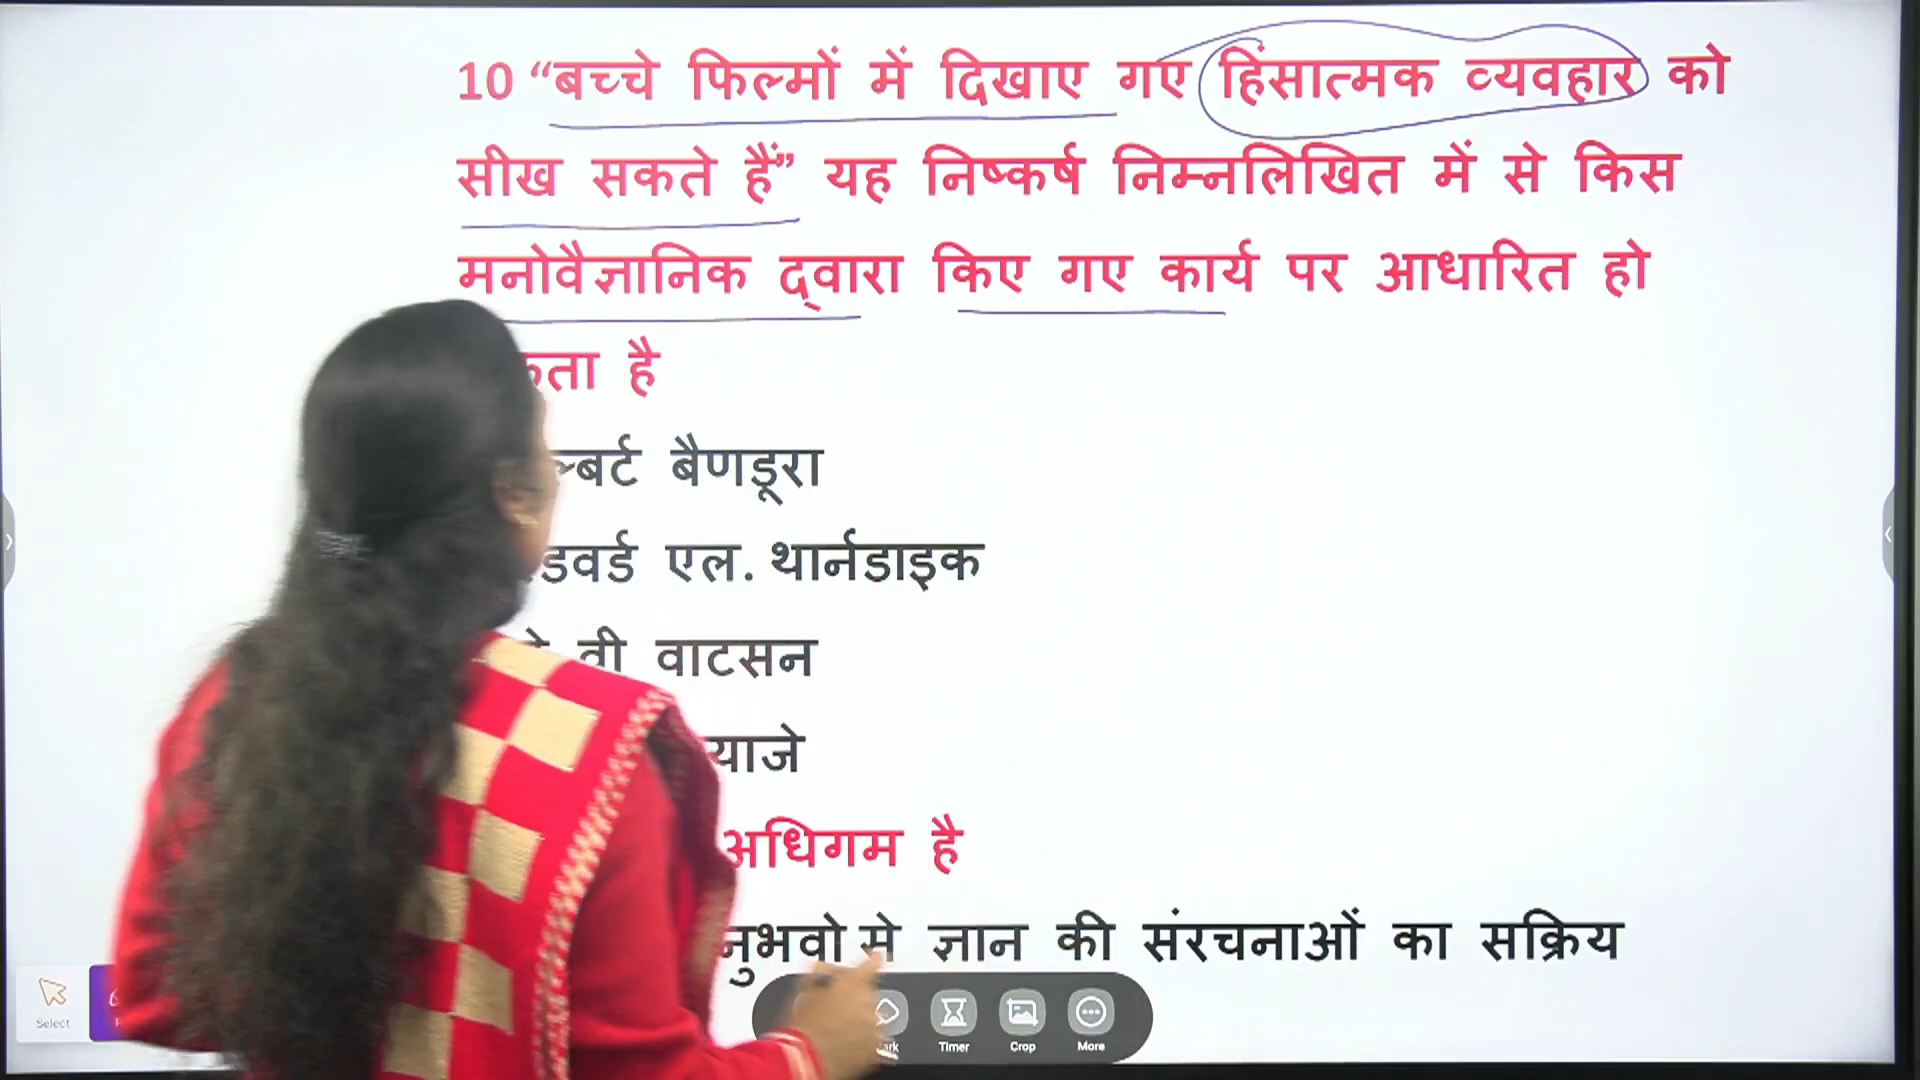 10 “बच्चे फिल्मों में दिखाए गए हिंसात्मक व्यवहार को
सीख सकते हैं” यह निष्कर्ष निम्नलिखित में से किस
मनोवैज्ञानिक द्वारा किए गए कार्य पर आधारित हो
है
बैणडूरा
एल. थार्नडाइक
वी वाटसन
अधिगम है
मे ज्ञान की संरचनाओं का सक्रिय
Select
Timer
Crop
More